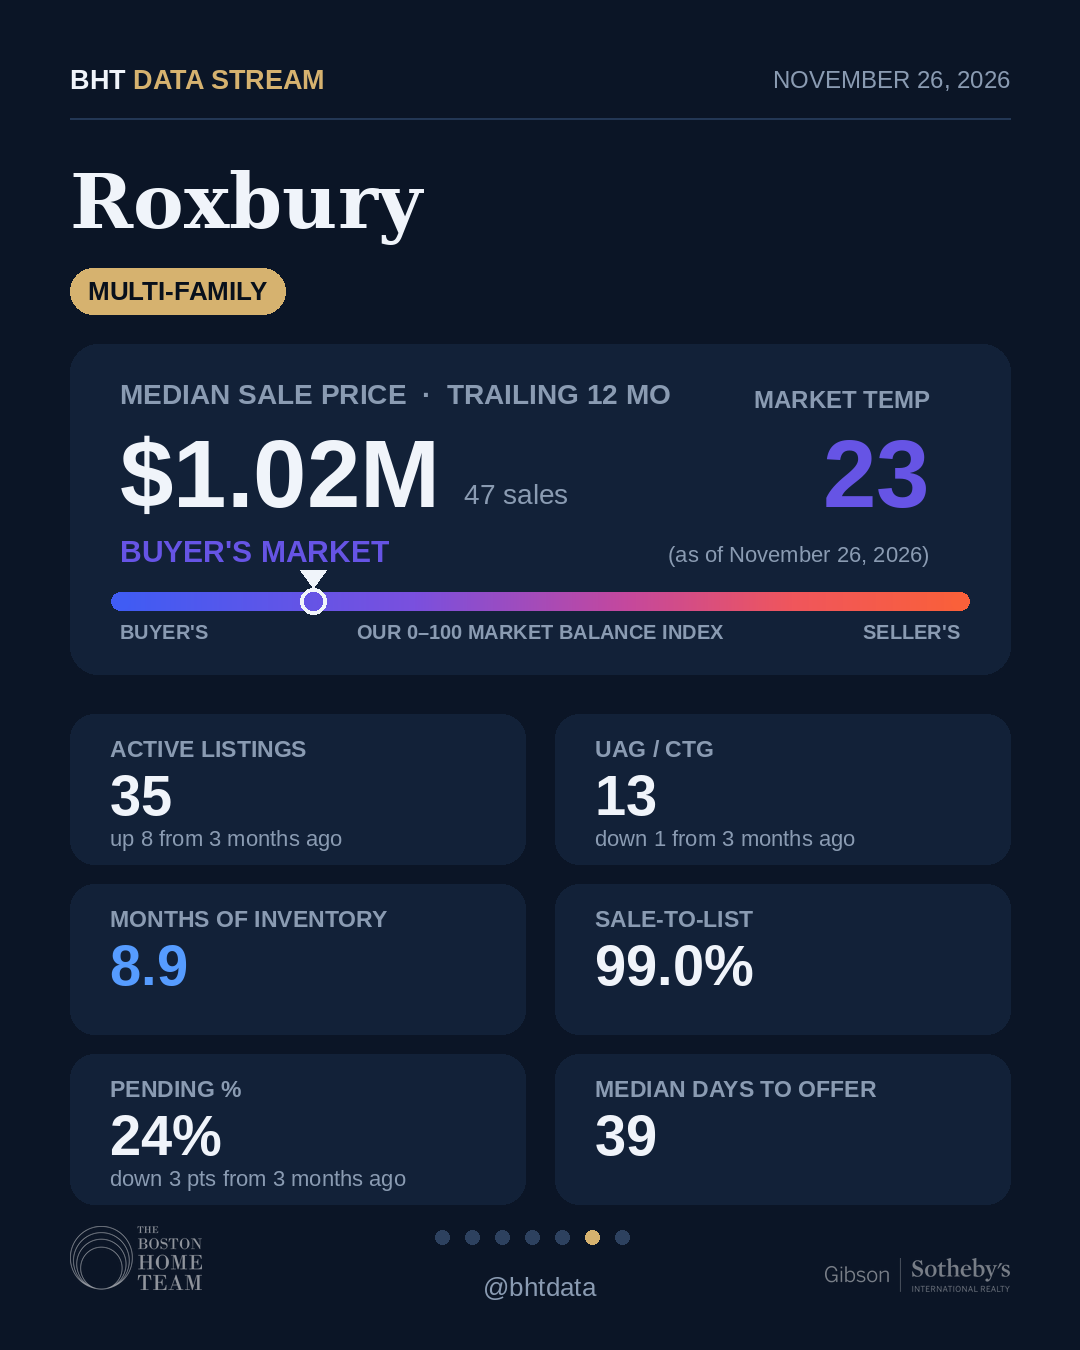 BHT DATA STREAM
NOVEMBER 26, 2026
Roxbury
MULTI-FAMILY
MEDIAN SALE PRICE · TRAILING 12 MO
MARKET TEMP
$1.02M 47 sales
23
BUYER'S MARKET
(as of November 26, 2026)
BUYER'S
OUR 0–100 MARKET BALANCE INDEX
SELLER'S
ACTIVE LISTINGS
35
up 8 from 3 months ago
UAG / CTG
13
down 1 from 3 months ago
MONTHS OF INVENTORY
8.9
SALE-TO-LIST
99.0%
PENDING %
24%
down 3 pts from 3 months ago
MEDIAN DAYS TO OFFER
39
THE
BOSTON
HOME
TEAM
@bhtdata
Gibson
Sotheby's
INTERNATIONAL REALTY